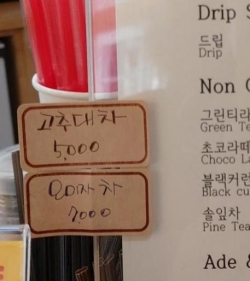 고추대차
5,000
오미자차
7,000
Drip
드립
Drip
Non
그린티라
Green Te
초코라떼
Choco La
블랙커런
Black cu
솔잎차
Pine Tea
Ade &